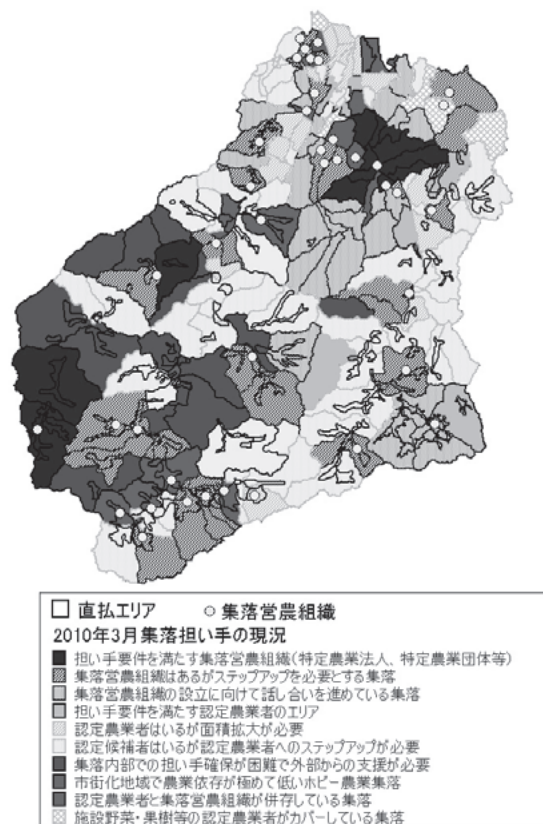 直払エリア　集落営農組織
2010年3月集落担い手の現況
担い手要件を満たす集落営農組織(特定農業法人、特定農業団体等)
集落営農組織はあるがステップアップを必要とする集落
集落営農組織の設立に向けて話し合いを進めている集落
担い手要件を満たす認定農業者のエリア
認定農業者はいるが面積拡大が必要
認定候補者はいるが認定農業者へのステップアップが必要
集落内部での担い手確保が困難で外部からの支援が必要
市街化地域で農業依存が極めて低いホビー農業集落
認定農業者と集落営農組織が併存している集落
施設野菜・果樹等の認定農業者がカバーしている集落